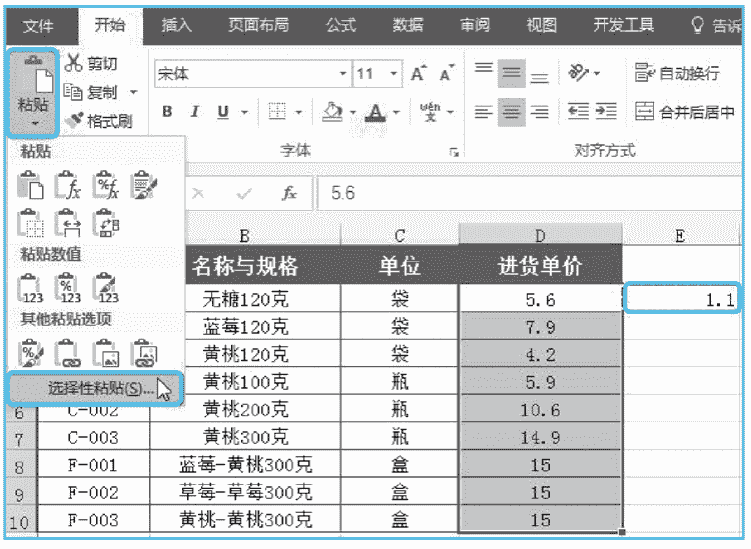 文件 开始 插入 页面布局 公式 数据 审阅 视图 开发工具 告诉
粘贴 剪切
复制
格式刷
宋体 11
自动换行
B I U A wén 文 合并后居中
字体 对齐方式
粘贴
fx %fx
粘贴数值
123 % 123 123
其他粘贴选项
选择性粘贴(S)...
fx 5.6
B C D E
名称与规格 单位 进货单价
无糖120克 袋 5.6 1.1
蓝莓120克 袋 7.9
黄桃120克 袋 4.2
黄桃100克 瓶 5.9
6 C-002 黄桃200克 瓶 10.6
7 C-003 黄桃300克 瓶 14.9
8 F-001 蓝莓-黄桃300克 盒 15
9 F-002 草莓-草莓300克 盒 15
10 F-003 黄桃-黄桃300克 盒 15